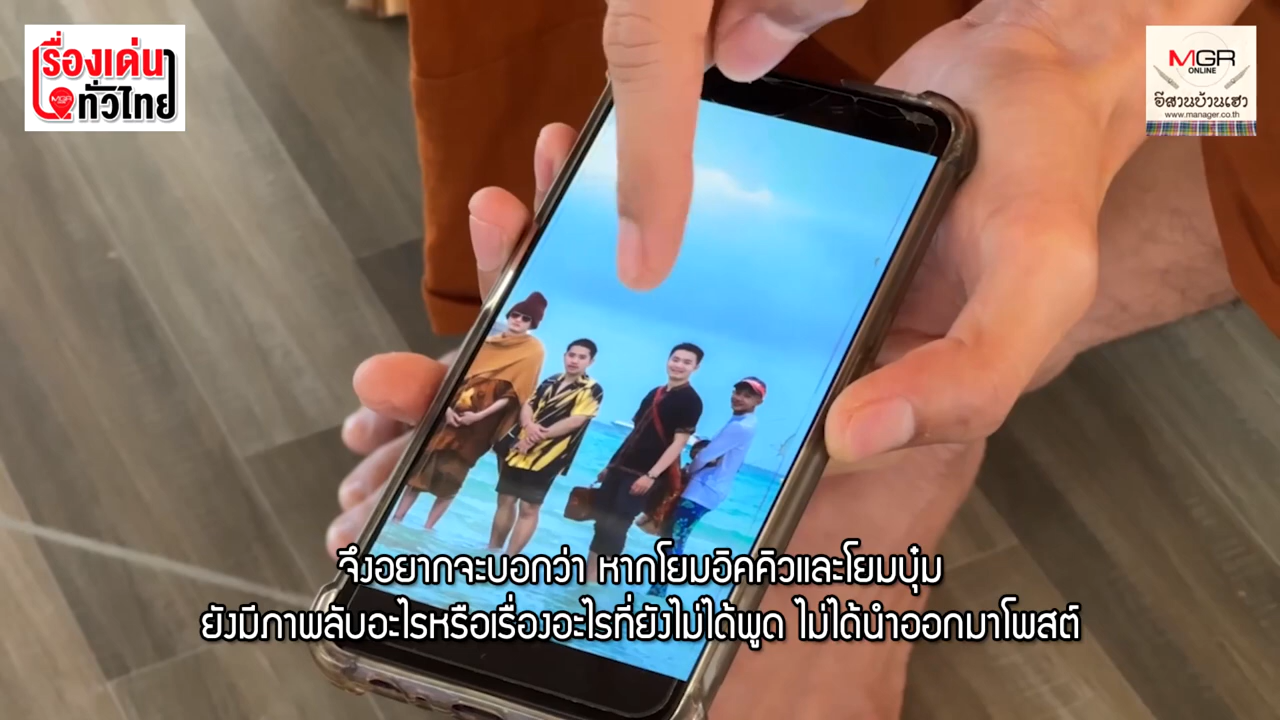 เรื่องเด่น
MGR
ทั่วไทย
MGR
ONLINE
อีสานบ้านเฮา
www.manager.co.th
จึงอยากจะบอกว่า หากโยมอิคคิวและโยมบุ๋ม
ยังมีภาพลับอะไรหรือเรื่องอะไรที่ยังไม่ได้พูด ไม่ได้นำออกมาโพสต์